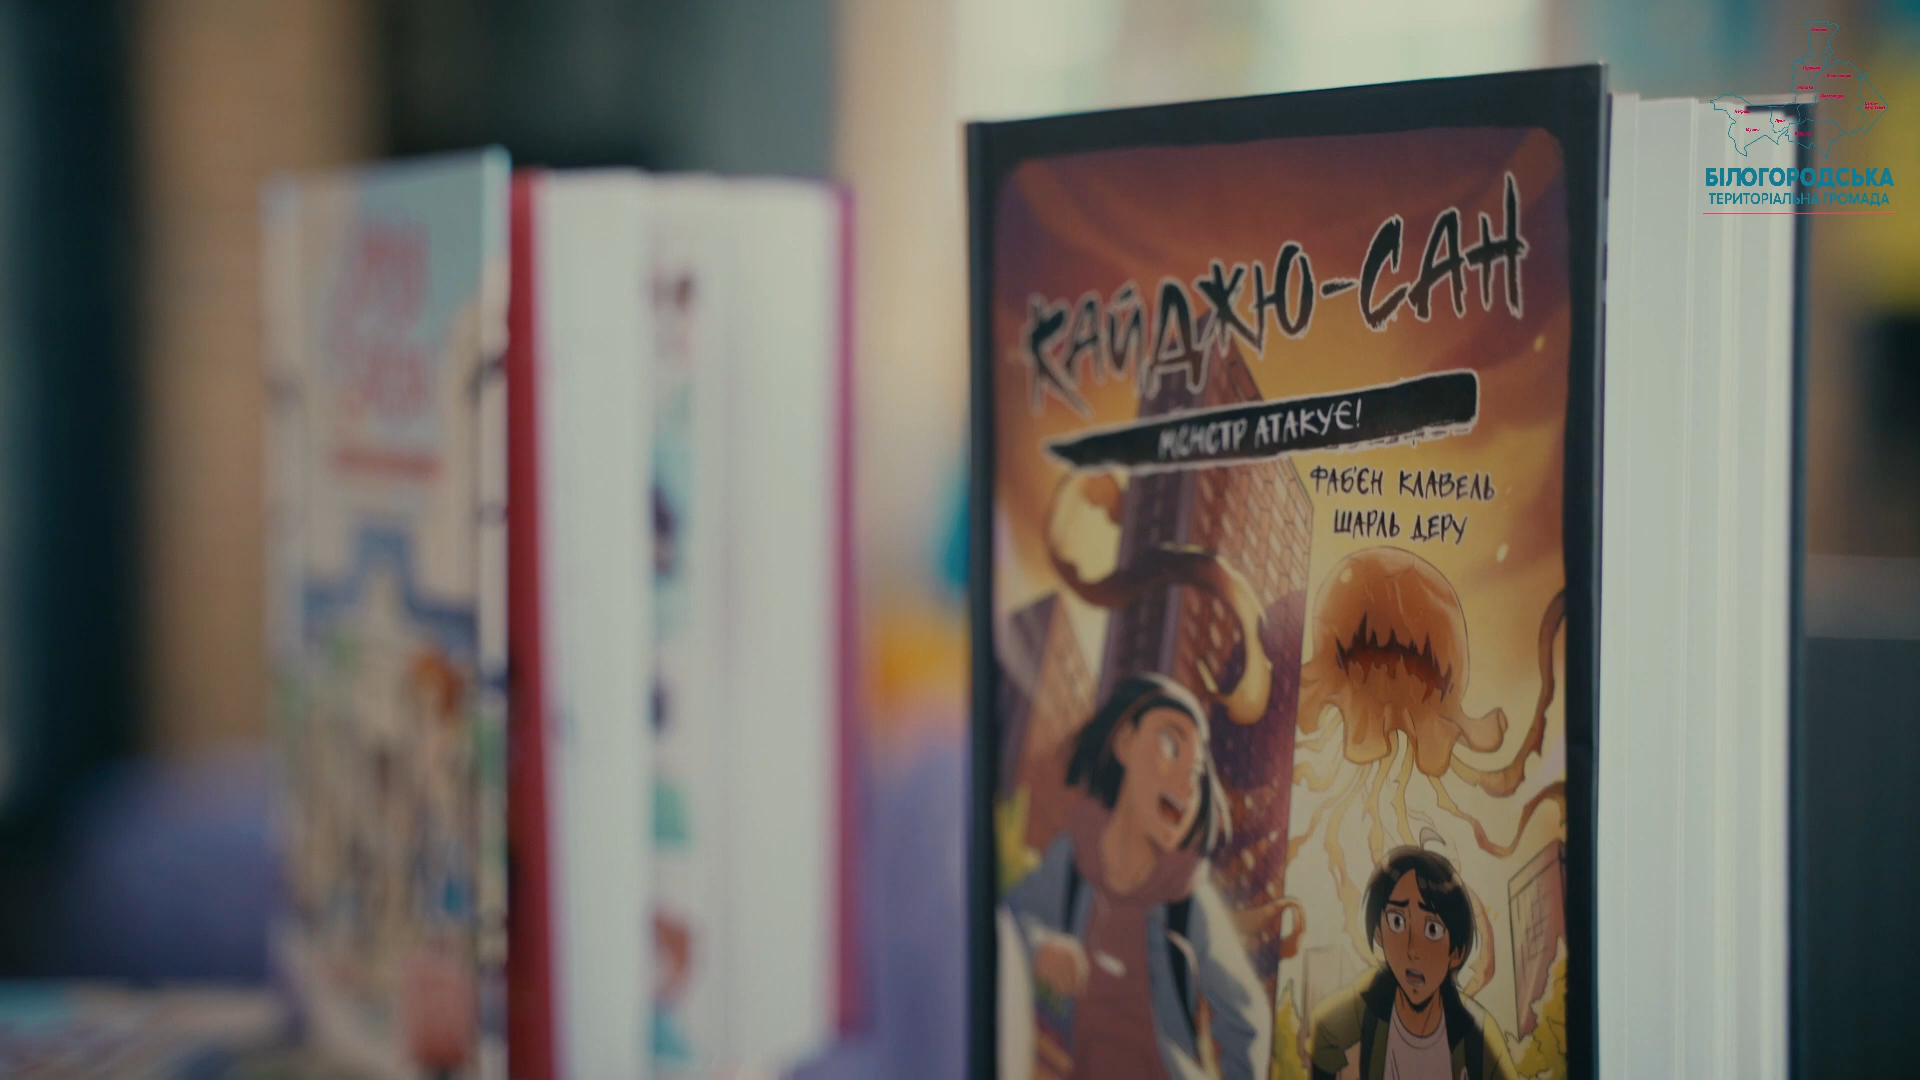 КАЙДЖЮ-САН
МОНСТР АТАКУЄ!
ФАБ'ЄН КЛАВЕЛЬ
ШАРЛЬ ДЕРУ
БІЛОГОРОДСЬКА
ТЕРИТОРІАЛЬНА ГРОМАДА